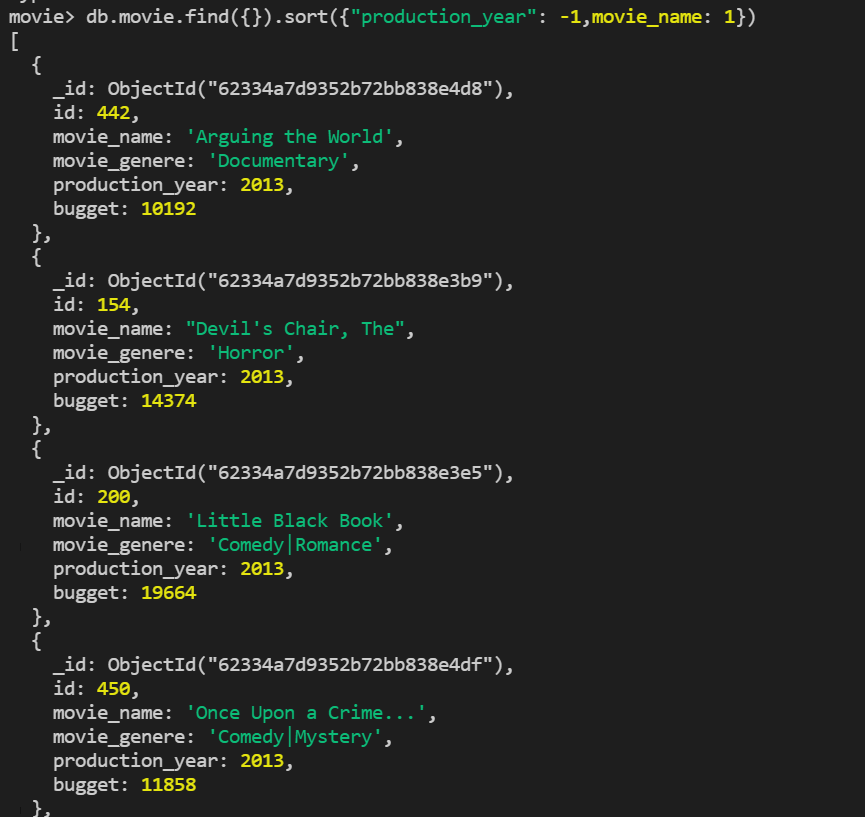 movie> db.movie.find({}).sort({"production_year": -1,movie_name: 1})
[
  {
    _id: ObjectId("62334a7d9352b72bb838e4d8"),
    id: 442,
    movie_name: 'Arguing the World',
    movie_genere: 'Documentary',
    production_year: 2013,
    bugget: 10192
  },
  {
    _id: ObjectId("62334a7d9352b72bb838e3b9"),
    id: 154,
    movie_name: "Devil's Chair, The",
    movie_genere: 'Horror',
    production_year: 2013,
    bugget: 14374
  },
  {
    _id: ObjectId("62334a7d9352b72bb838e3e5"),
    id: 200,
    movie_name: 'Little Black Book',
    movie_genere: 'Comedy|Romance',
    production_year: 2013,
    bugget: 19664
  },
  {
    _id: ObjectId("62334a7d9352b72bb838e4df"),
    id: 450,
    movie_name: 'Once Upon a Crime...',
    movie_genere: 'Comedy|Mystery',
    production_year: 2013,
    bugget: 11858
  },